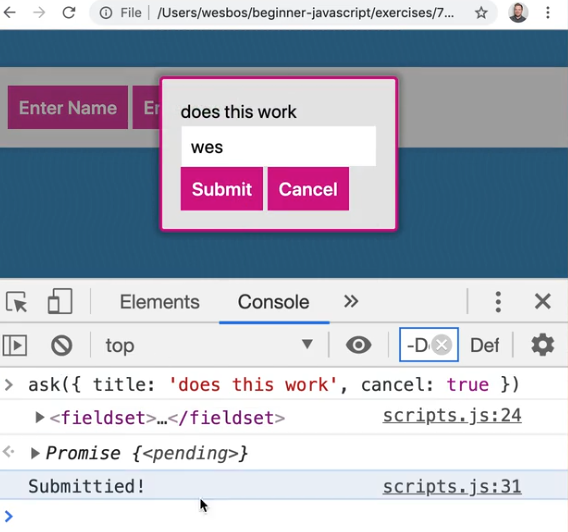 File | /Users/wesbos/beginner-javascript/exercises/7...
Enter Name
does this work
wes
Submit Cancel
Elements Console »
top -D Def
> ask({ title: 'does this work', cancel: true })
▶<fieldset>…</fieldset> scripts.js:24
▶Promise {<pending>}
Submittied! scripts.js:31
>